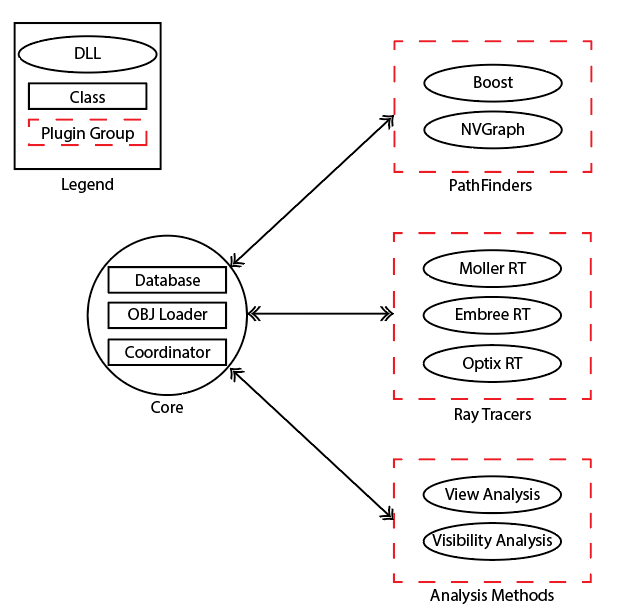 DLL
Class
Plugin Group
Legend
Boost
NVGraph
PathFinders
Database
OBJ Loader
Coordinator
Core
Moller RT
Embree RT
Optix RT
Ray Tracers
View Analysis
Visibility Analysis
Analysis Methods